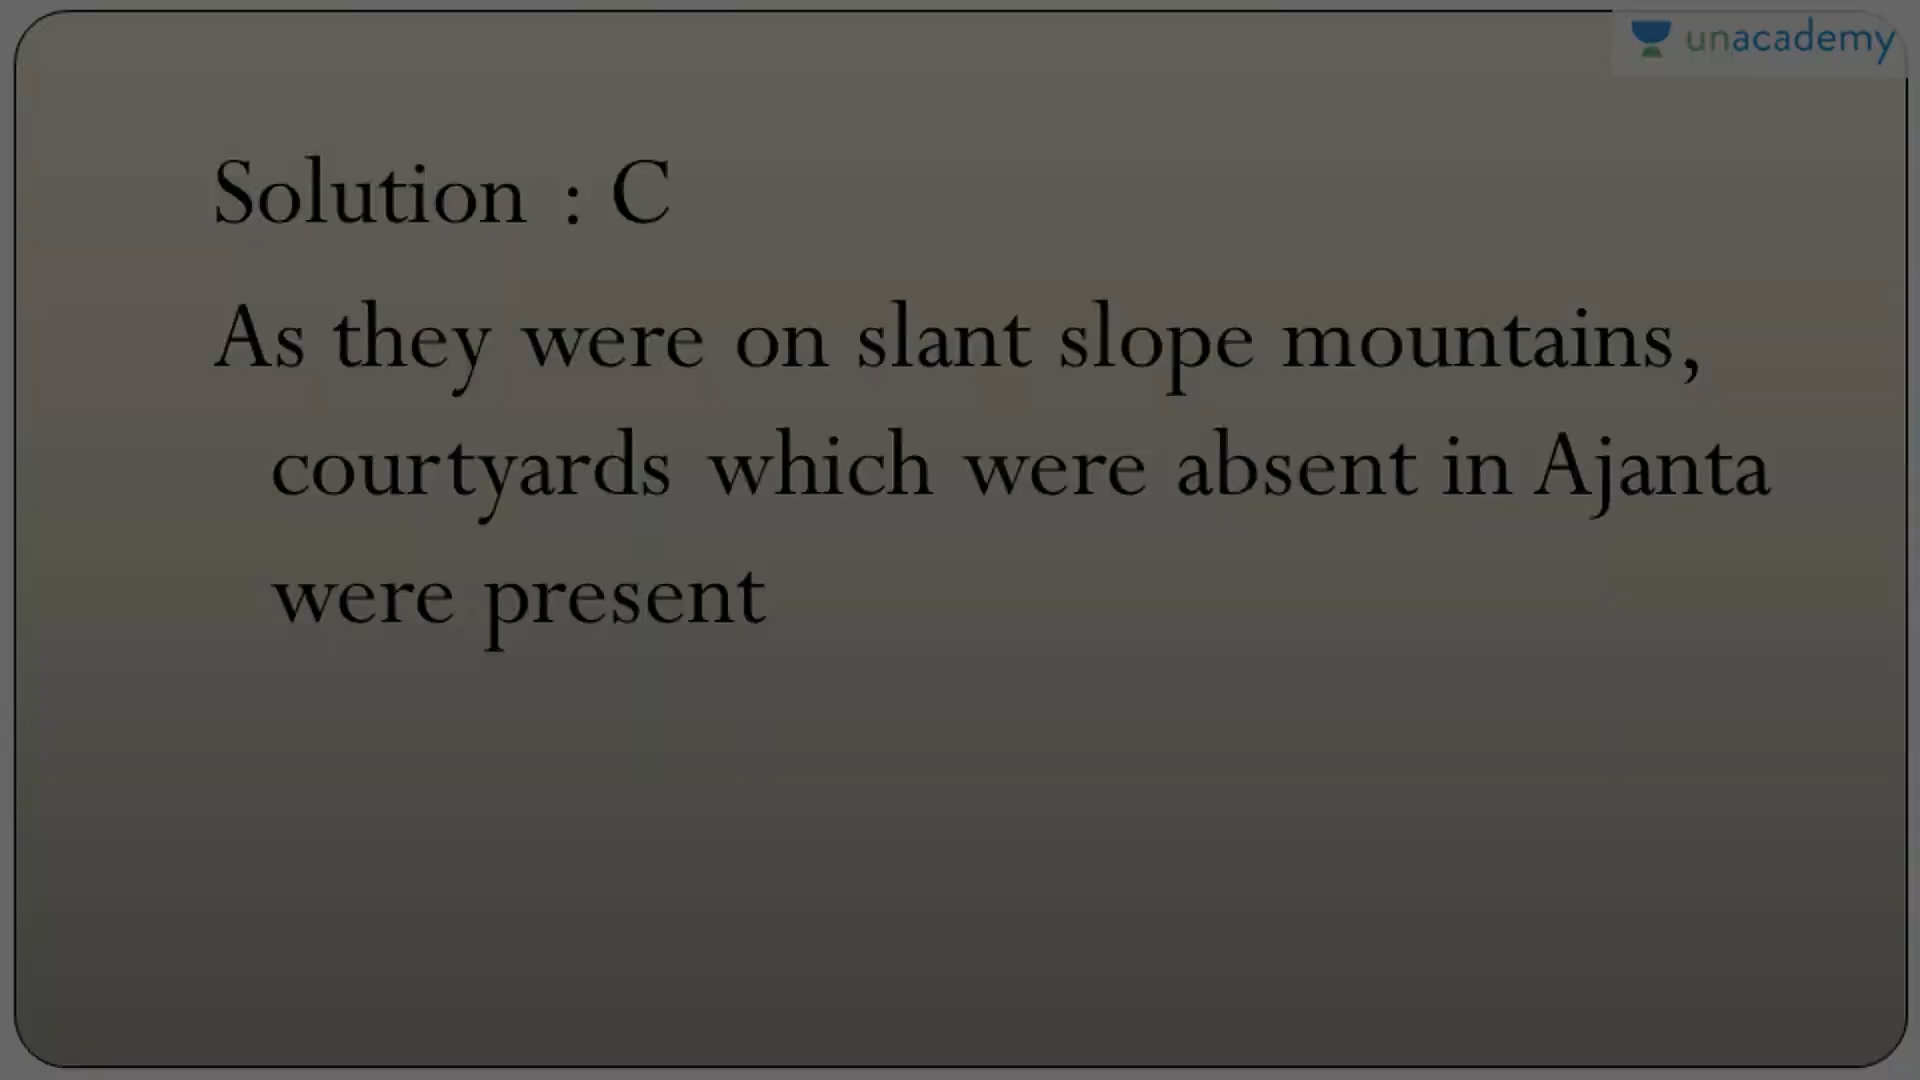 unacademy
Solution : C
As they were on slant slope mountains,
courtyards which were absent in Ajanta
were present